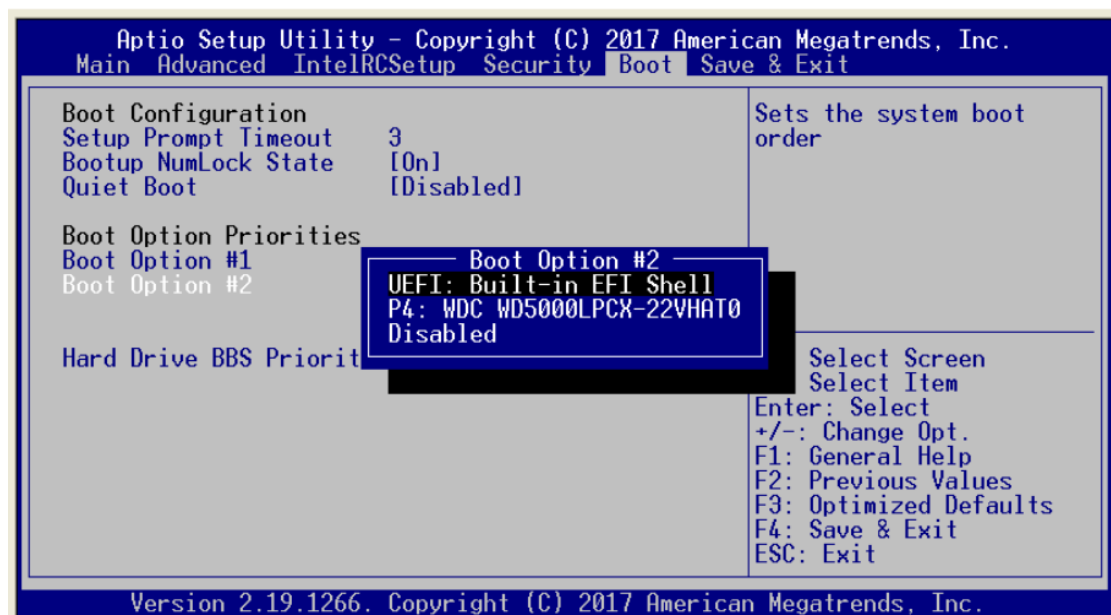 Aptio Setup Utility – Copyright (C) 2017 American Megatrends, Inc.
Main Advanced IntelRCSetup Security Boot Save & Exit
Boot Configuration
Setup Prompt Timeout 3
Bootup NumLock State [On]
Quiet Boot [Disabled]
Boot Option Priorities
Boot Option #1
Boot Option #2
Hard Drive BBS Priorit
Boot Option #2
UEFI: Built-in EFI Shell
P4: WDC WD5000LPCX-22VHAT0
Disabled
Sets the system boot
order
Select Screen
Select Item
Enter: Select
+/-: Change Opt.
F1: General Help
F2: Previous Values
F3: Optimized Defaults
F4: Save & Exit
ESC: Exit
Version 2.19.1266. Copyright (C) 2017 American Megatrends, Inc.